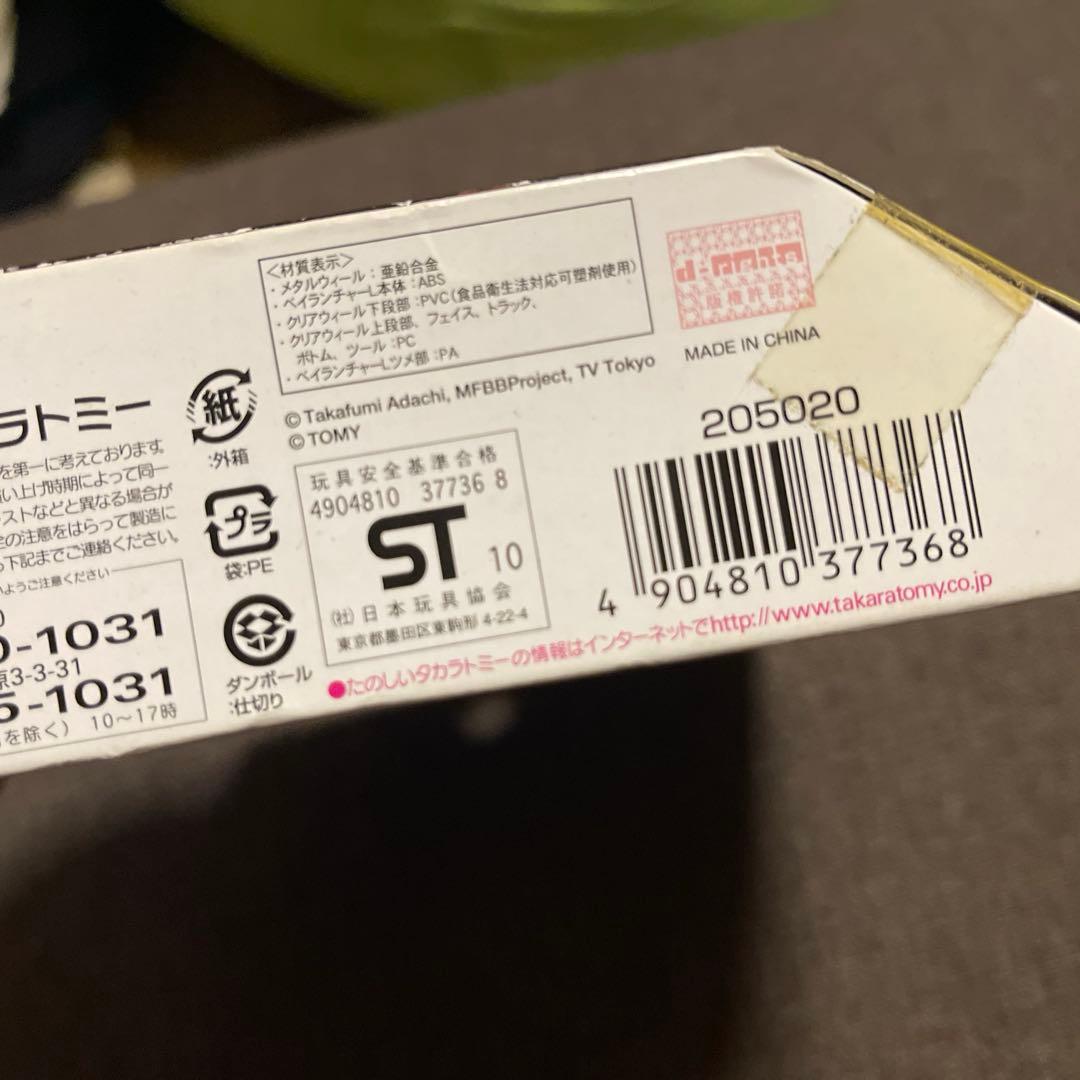 ラトミー
を第一に考えております。
い上げ時期によって同一
ストなどと異なる場合が
の注意をはらって製造に
下記までご連絡ください。
ようご注意ください
0-1031
原3-3-31
5-1031
を除く) 10〜17時
紙
:外箱
プラ
袋:PE
ダンボール
:仕切り
<材質表示>
・メタルウィール:亜鉛合金
・ベイランチャーL本体:ABS
・クリアウィール下段部:PVC(食品衛生法対応可塑剤使用)
・クリアウィール上段部、フェイス、トラック、
ボトム、ツール:PC
・ベイランチャーLツメ部:PA
©Takafumi Adachi, MFBBProject, TV Tokyo
©TOMY
玩具安全基準合格
4904810 37736 8
ST 10
(社)日本玩具協会
東京都墨田区東駒形4-22-4
d-rights
版権許諾
MADE IN CHINA
205020
4 904810 377368
●たのしいタカラトミーの情報はインターネットでhttp://www.takaratomy.co.jp